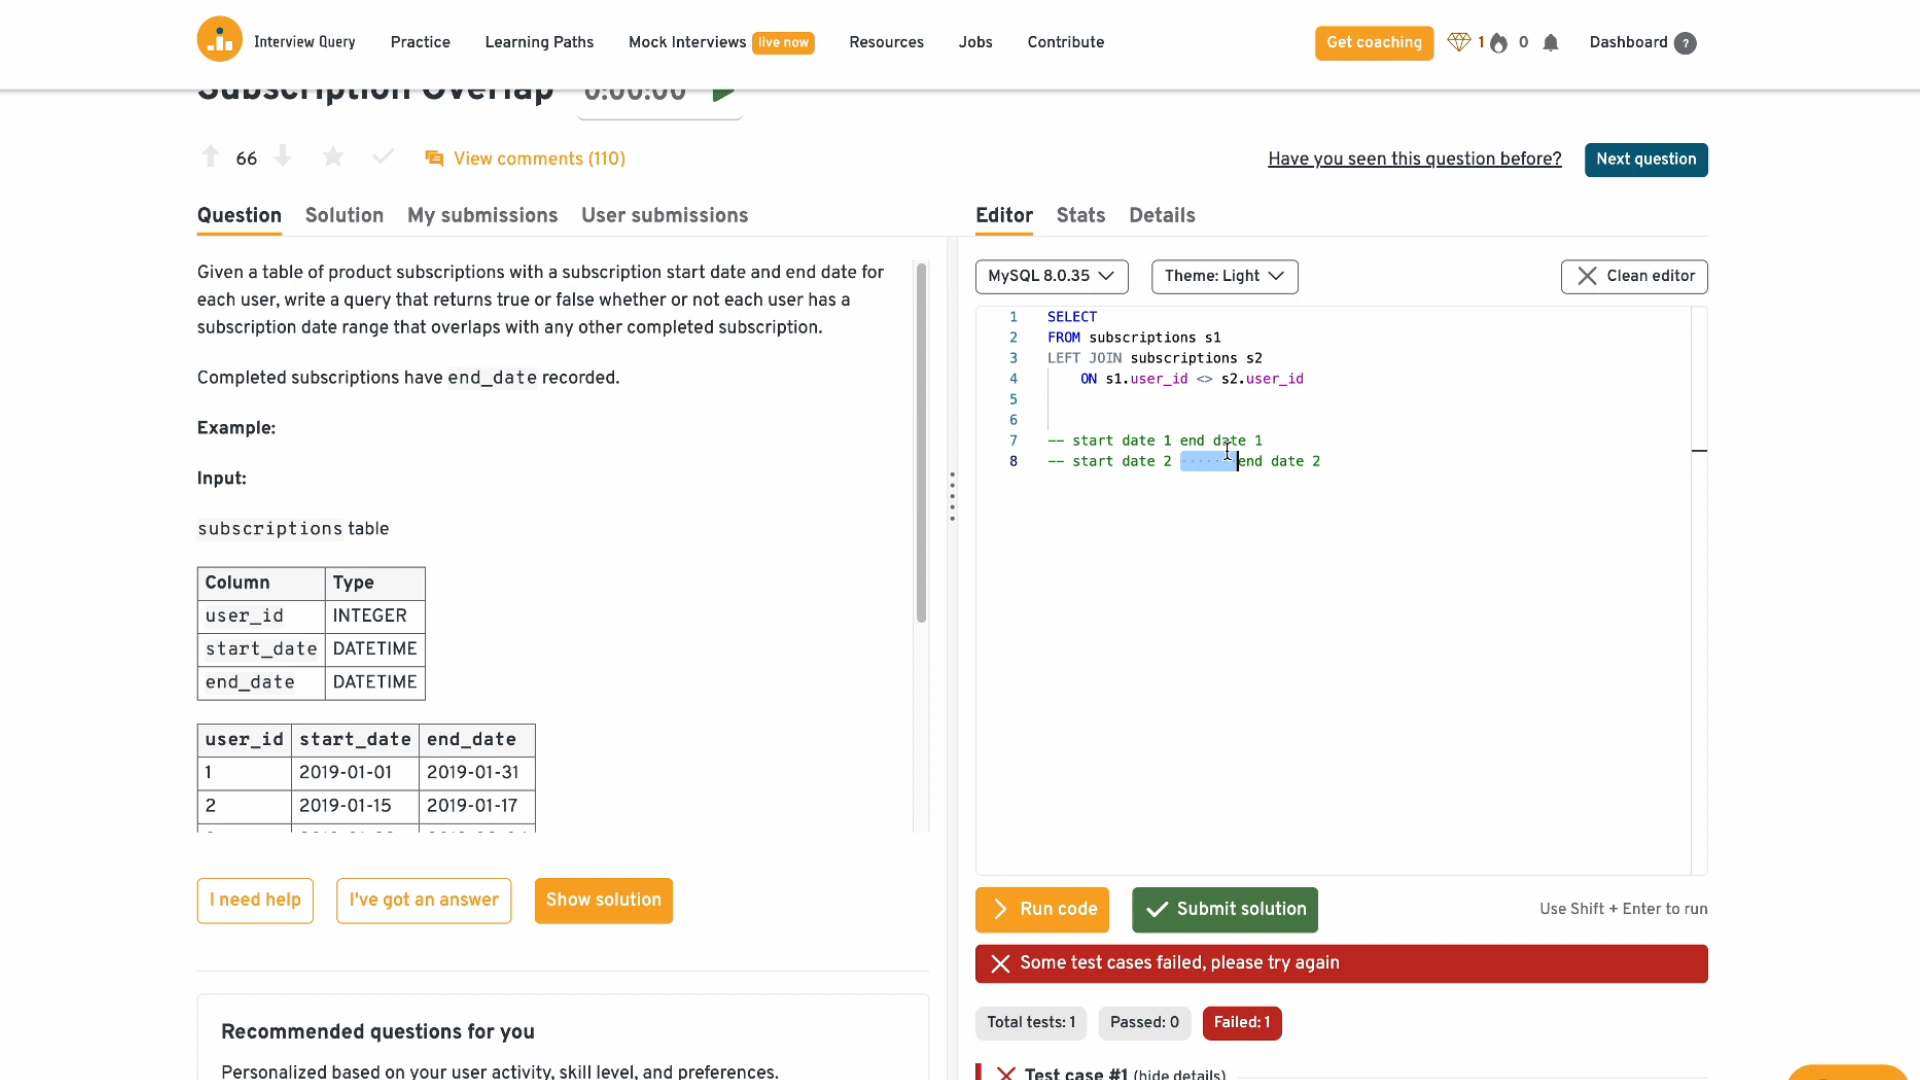 Interview Query
Practice
Learning Paths
Mock Interviews live now
Resources
Jobs
Contribute
Get coaching
1
0
Dashboard ?
Subscription Overlap
0:00:00
66
View comments (110)
Have you seen this question before?
Next question
Question
Solution
My submissions
User submissions
Given a table of product subscriptions with a subscription start date and end date for
each user, write a query that returns true or false whether or not each user has a
subscription date range that overlaps with any other completed subscription.
Completed subscriptions have end_date recorded.
Example:
Input:
subscriptions table
Column Type
user_id INTEGER
start_date DATETIME
end_date DATETIME
user_id start_date end_date
1 2019-01-01 2019-01-31
2 2019-01-15 2019-01-17
I need help
I've got an answer
Show solution
Recommended questions for you
Personalized based on your user activity, skill level, and preferences.
Editor
Stats
Details
MySQL 8.0.35
Theme: Light
Clean editor
1 SELECT
2 FROM subscriptions s1
3 LEFT JOIN subscriptions s2
4 ON s1.user_id <> s2.user_id
5
6
7 -- start date 1 end date 1
8 -- start date 2 end date 2
Run code
Submit solution
Use Shift + Enter to run
Some test cases failed, please try again
Total tests: 1
Passed: 0
Failed: 1
Test case #1 (hide details)